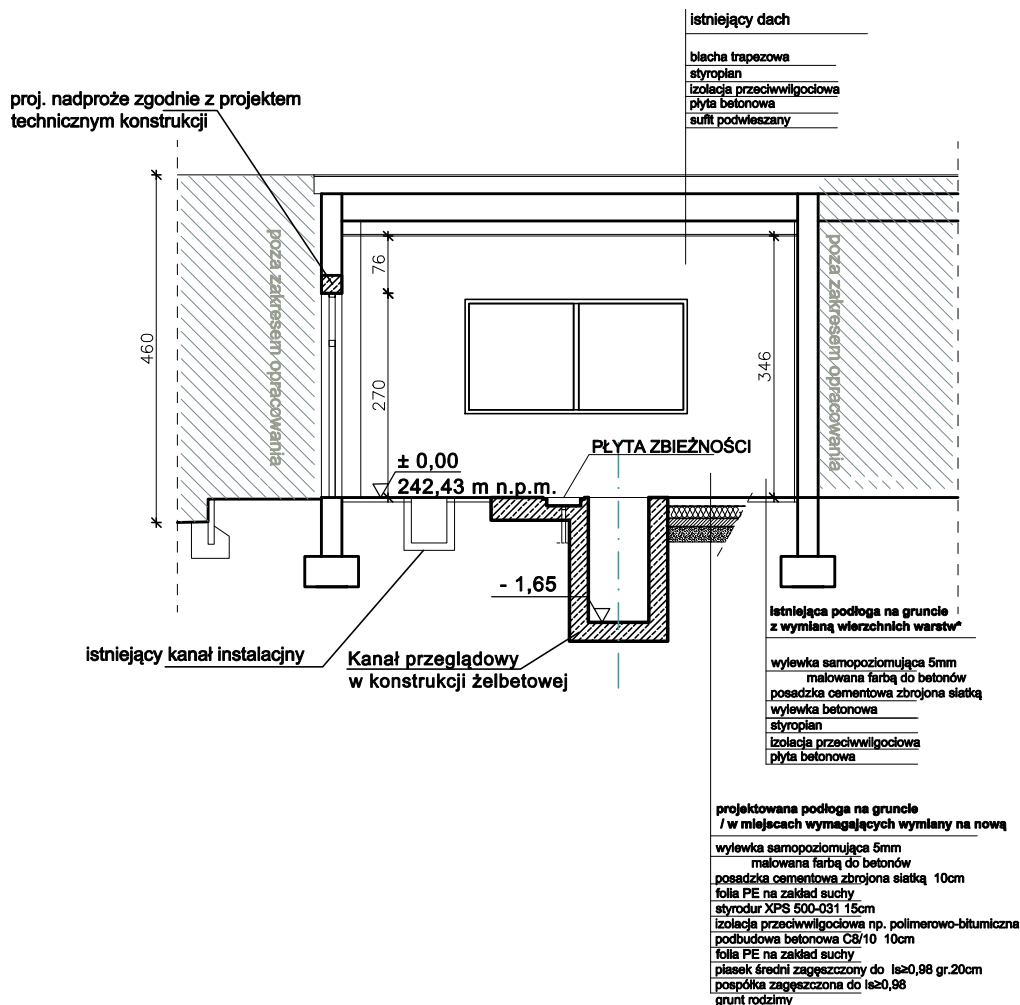 istniejący dach
blacha trapezowa
styropian
izolacja przeciwwilgociowa
płyta betonowa
sufit podwieszany
proj. nadproże zgodnie z projektem
technicznym konstrukcji
poza zakresem opracowania
poza zakresem opracowania
460
76
270
346
± 0,00
242,43 m n.p.m.
PŁYTA ZBIEŻNOŚCI
- 1,65
istniejący kanał instalacjny
Kanał przeglądowy
w konstrukcji żelbetowej
istniejąca podłoga na gruncie
z wymianą wierzchnich warstw*
wylewka samopoziomująca 5mm
malowana farbą do betonów
posadzka cementowa zbrojona siatką
wylewka betonowa
styropian
izolacja przeciwwilgociowa
płyta betonowa
projektowana podłoga na gruncie
/ w miejscach wymagających wymiany na nową
wylewka samopoziomująca 5mm
malowana farbą do betonów
posadzka cementowa zbrojona siatką 10cm
folia PE na zakład suchy
styrodur XPS 500-031 15cm
izolacja przeciwwilgociowa np. polimerowo-bitumiczna
podbudowa betonowa C8/10 10cm
folia PE na zakład suchy
piasek średni zagęszczony do Is≥0,98 gr.20cm
pospółka zagęszczona do Is≥0,98
grunt rodzimy